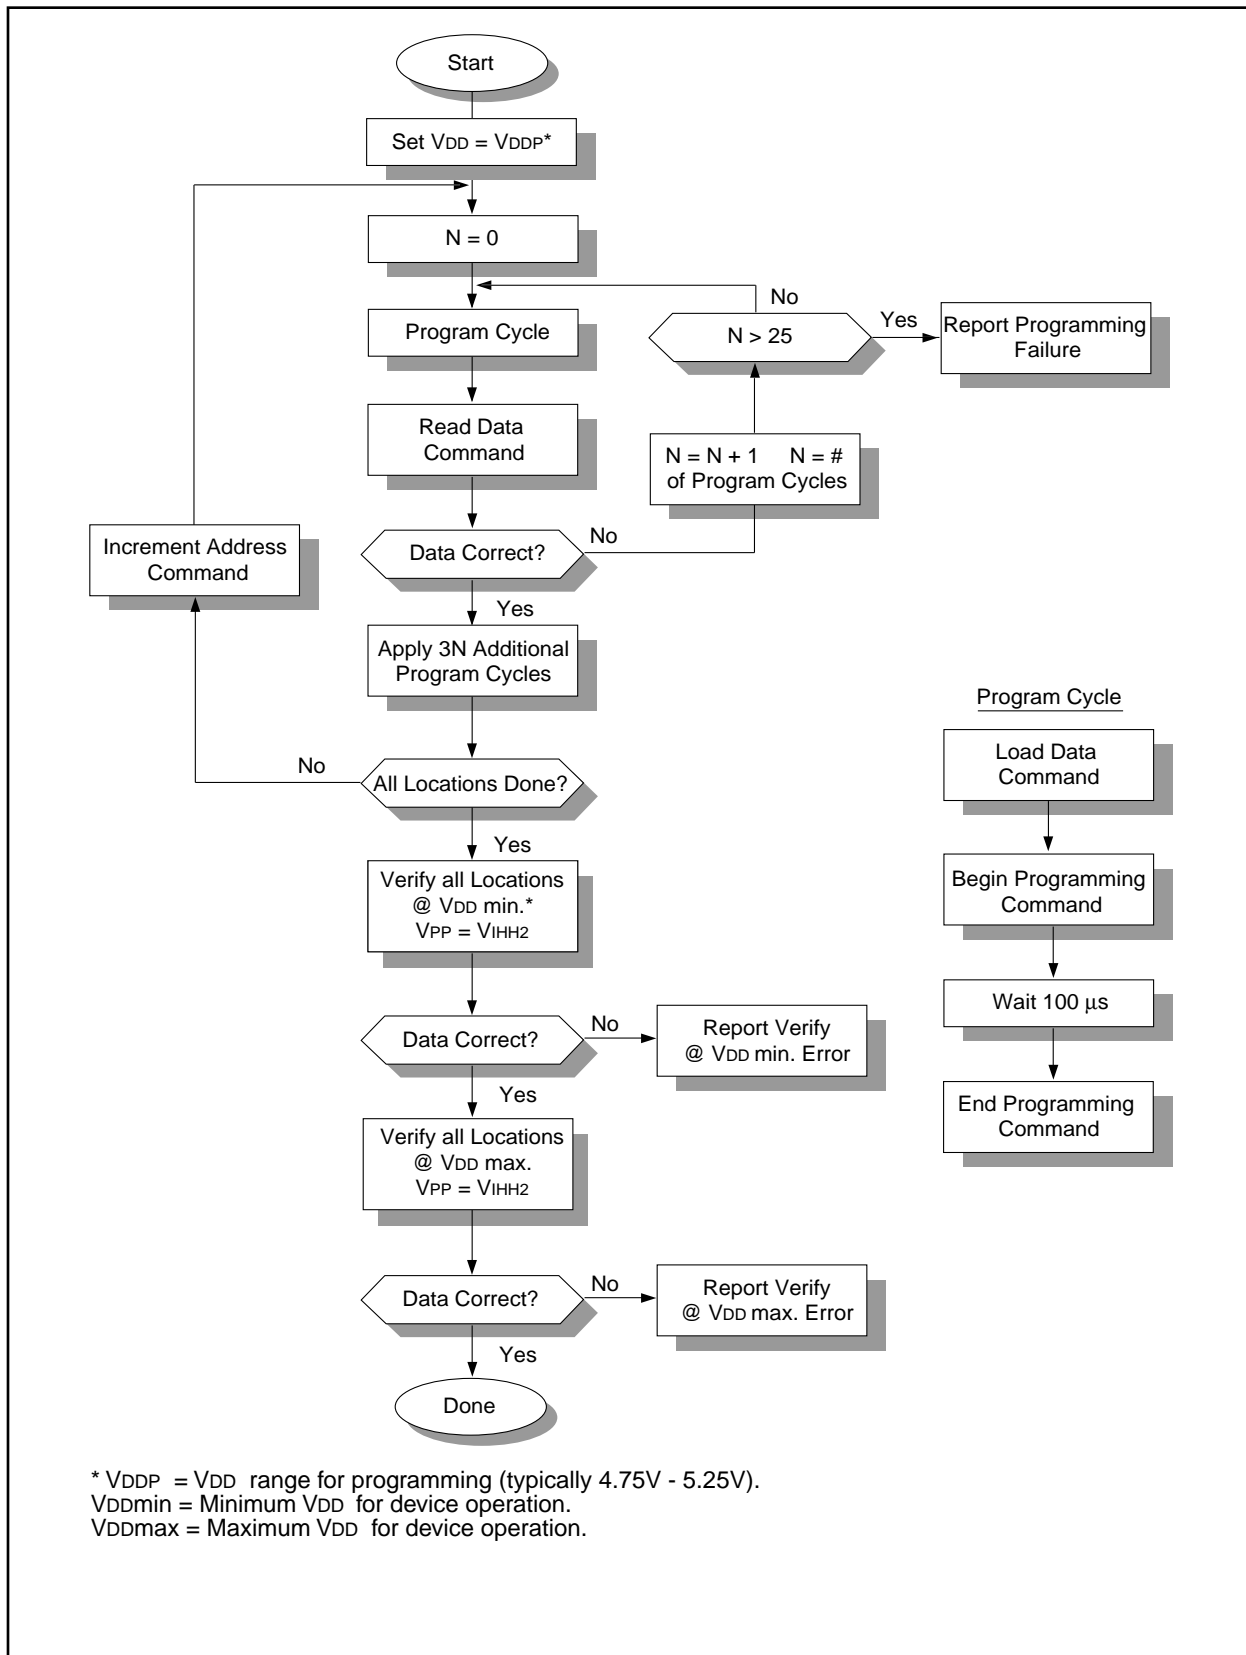 Start
Set VDD = VDDP*
N = 0
No
Program Cycle
N > 25
Yes
Report Programming
Failure
Read Data
Command
N = N + 1 N = #
of Program Cycles
Increment Address
Command
Data Correct?
No
Yes
Apply 3N Additional
Program Cycles
No
All Locations Done?
Yes
Verify all Locations
@ VDD min.*
VPP = VIHH2
Data Correct?
No
Report Verify
@ VDD min. Error
Yes
Verify all Locations
@ VDD max.
VPP = VIHH2
Data Correct?
No
Report Verify
@ VDD max. Error
Yes
Done
Program Cycle
Load Data
Command
Begin Programming
Command
Wait 100 µs
End Programming
Command
* VDDP = VDD range for programming (typically 4.75V - 5.25V).
VDDmin = Minimum VDD for device operation.
VDDmax = Maximum VDD for device operation.